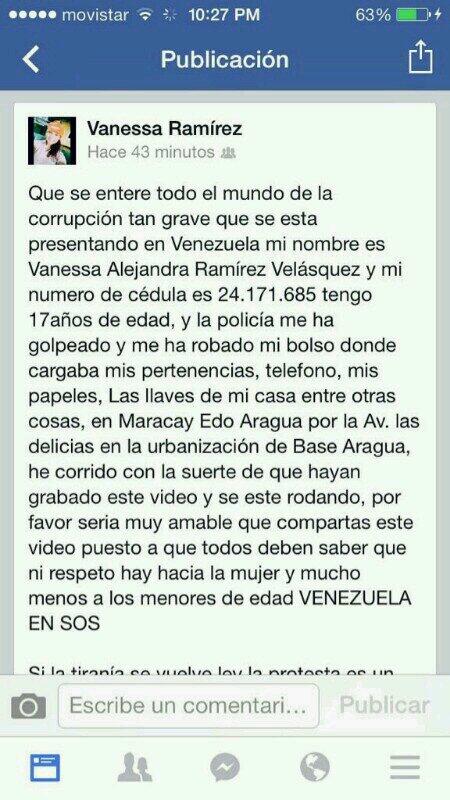 movistar 10:27 PM 63%
Publicación
Vanessa Ramírez
Hace 43 minutos
Que se entere todo el mundo de la
corrupción tan grave que se esta
presentando en Venezuela mi nombre es
Vanessa Alejandra Ramírez Velásquez y mi
numero de cédula es 24.171.685 tengo
17años de edad, y la policía me ha
golpeado y me ha robado mi bolso donde
cargaba mis pertenencias, telefono, mis
papeles, Las llaves de mi casa entre otras
cosas, en Maracay Edo Aragua por la Av. las
delicias en la urbanización de Base Aragua,
he corrido con la suerte de que hayan
grabado este video y se este rodando, por
favor seria muy amable que compartas este
video puesto a que todos deben saber que
ni respeto hay hacia la mujer y mucho
menos a los menores de edad VENEZUELA
EN SOS
Si la tiranía se vuelve ley la protesta es un
Escribe un comentari... Publicar